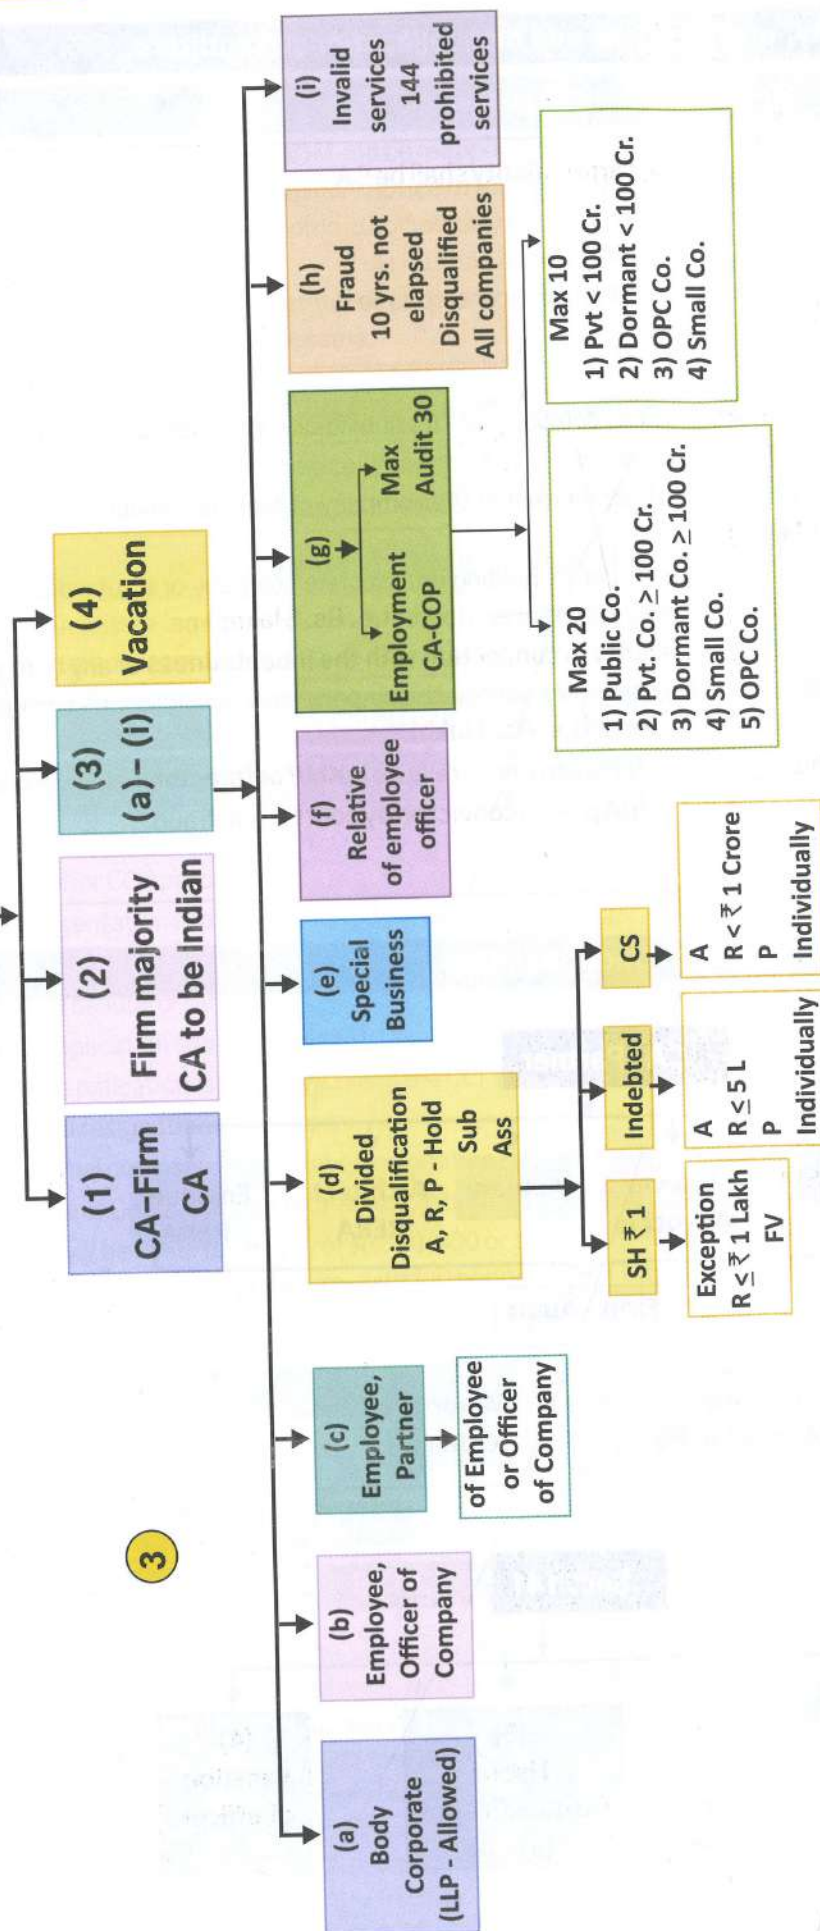 (1)
CA–Firm
CA
(2)
Firm majority
CA to be Indian
(3)
(a) – (i)
(4)
Vacation
3
(a)
Body
Corporate
(LLP - Allowed)
(b)
Employee,
Officer of
Company
(c)
Employee,
Partner
of Employee
or Officer
of Company
(d)
Divided
Disqualification
A, R, P - Hold
Sub
Ass
SH ₹ 1
Exception
R ≤ ₹ 1 Lakh
FV
Indebted
A
R ≤ 5 L
P
Individually
CS
A
R < ₹ 1 Crore
P
Individually
(e)
Special
Business
(f)
Relative
of employee
officer
(g)
Employment
CA-COP
Max
Audit 30
Max 20
1) Public Co.
2) Pvt. Co. ≥ 100 Cr.
3) Dormant Co. ≥ 100 Cr.
4) Small Co.
5) OPC Co.
Max 10
1) Pvt < 100 Cr.
2) Dormant < 100 Cr.
3) OPC Co.
4) Small Co.
(h)
Fraud
10 yrs. not
elapsed
Disqualified
All companies
(i)
Invalid
services
144
prohibited
services